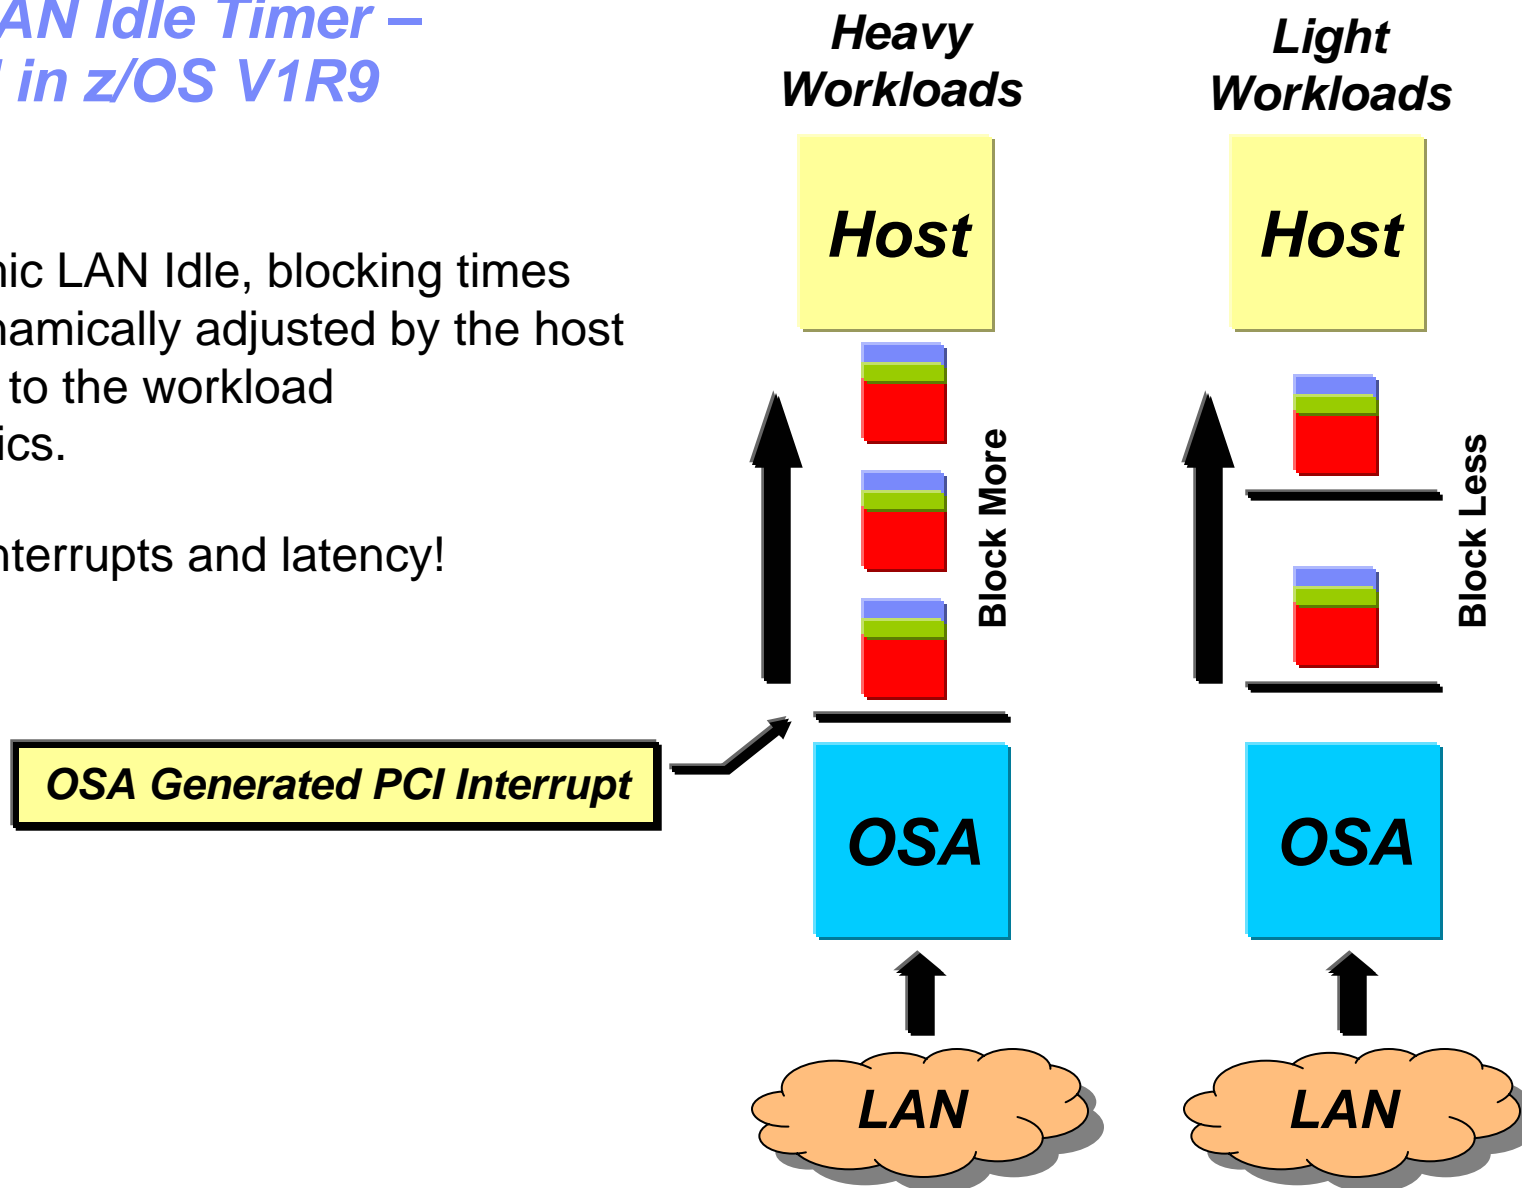 AN Idle Timer –
in z/OS V1R9
nic LAN Idle, blocking times
namically adjusted by the host
to the workload
ics.
nterrupts and latency!
OSA Generated PCI Interrupt
Heavy
Workloads
Host
Block More
OSA
LAN
Light
Workloads
Host
Block Less
OSA
LAN